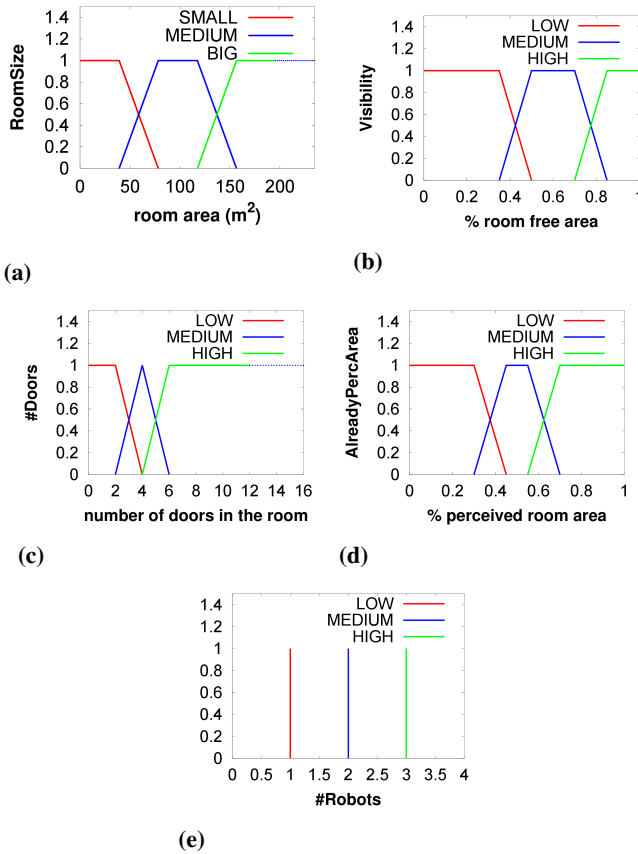 SMALL
MEDIUM
BIG
1.4
1.2
1
0.8
0.6
0.4
0.2
0
RoomSize
0 50 100 150 200
room area (m²)
(a)
LOW
MEDIUM
HIGH
1.4
1.2
1
0.8
0.6
0.4
0.2
0
Visibility
0 0.2 0.4 0.6 0.8 1
% room free area
(b)
LOW
MEDIUM
HIGH
1.4
1.2
1
0.8
0.6
0.4
0.2
0
#Doors
0 2 4 6 8 10 12 14 16
number of doors in the room
(c)
LOW
MEDIUM
HIGH
1.4
1.2
1
0.8
0.6
0.4
0.2
0
AlreadyPercArea
0 0.2 0.4 0.6 0.8 1
% perceived room area
(d)
LOW
MEDIUM
HIGH
1.4
1.2
1
0.8
0.6
0.4
0.2
0
0 0.5 1 1.5 2 2.5 3 3.5 4
#Robots
(e)